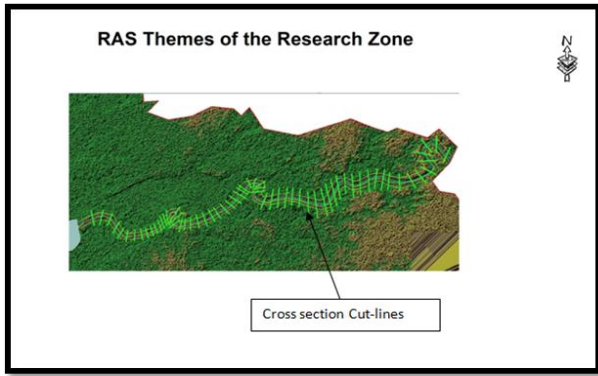 RAS Themes of the Research Zone
N
Cross section Cut-lines